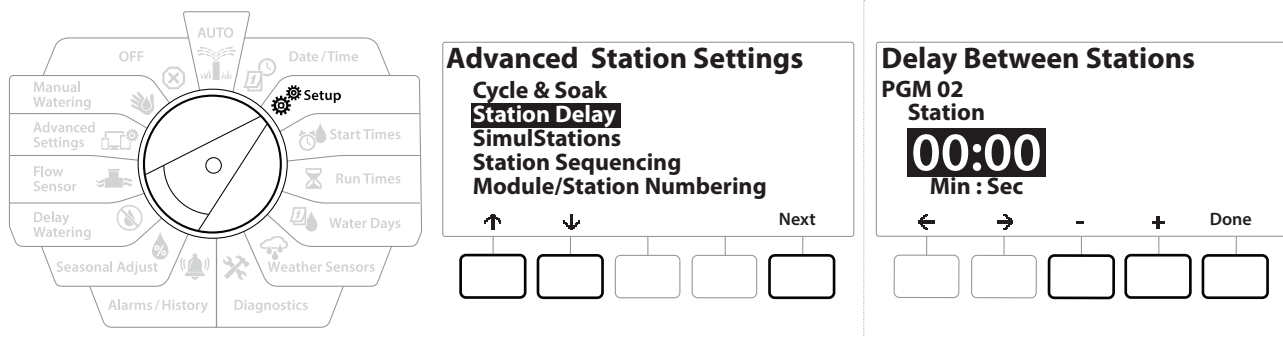 AUTO
OFF
Date / Time
Manual
Watering
Setup
Advanced
Settings
Start Times
Flow
Sensor
Run Times
Delay
Watering
Water Days
Seasonal Adjust
Weather Sensors
Alarms / History
Diagnostics
Advanced Station Settings
Cycle & Soak
Station Delay
SimulStations
Station Sequencing
Module/Station Numbering
Next
Delay Between Stations
PGM 02
Station
00:00
Min : Sec
- + Done